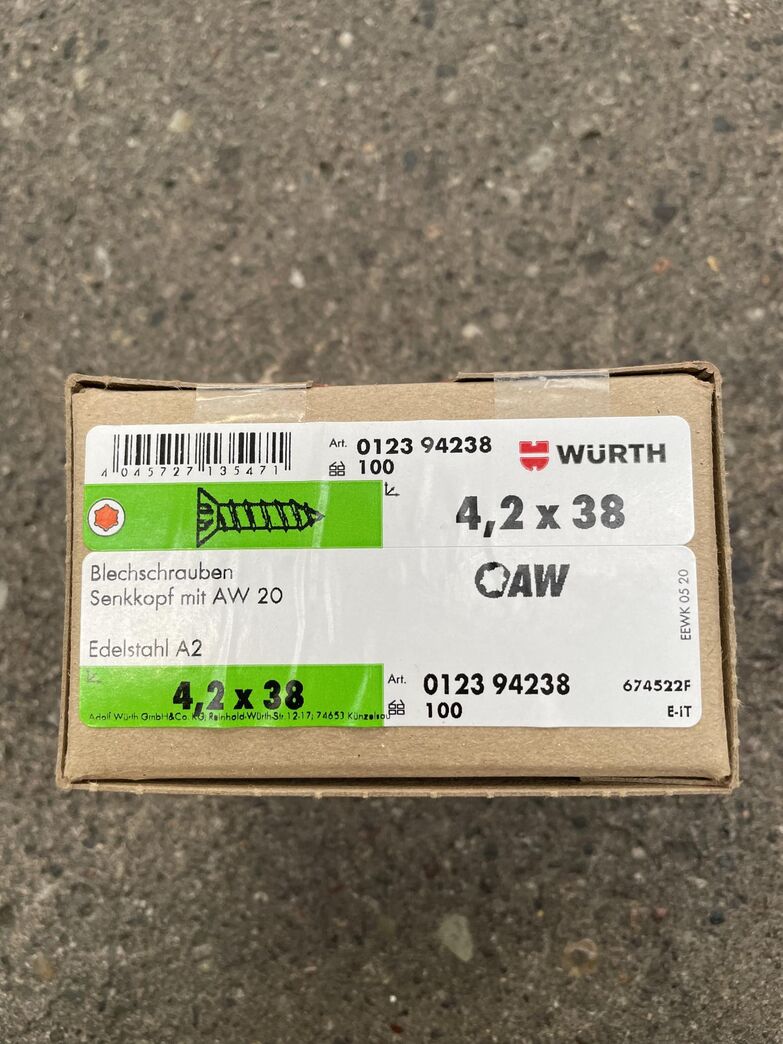 Art. 0123 94238
100
WÜRTH
4 045727 135471
4,2 x 38
Blechschrauben
Senkkopf mit AW 20
AW
Edelstahl A2
EEWK 05 20
4,2 x 38
Art. 0123 94238
100
674522F
E-iT
Adolf Würth GmbH&Co. KG, Reinhold-Würth-Str.12-17; 74653 Künzelsau